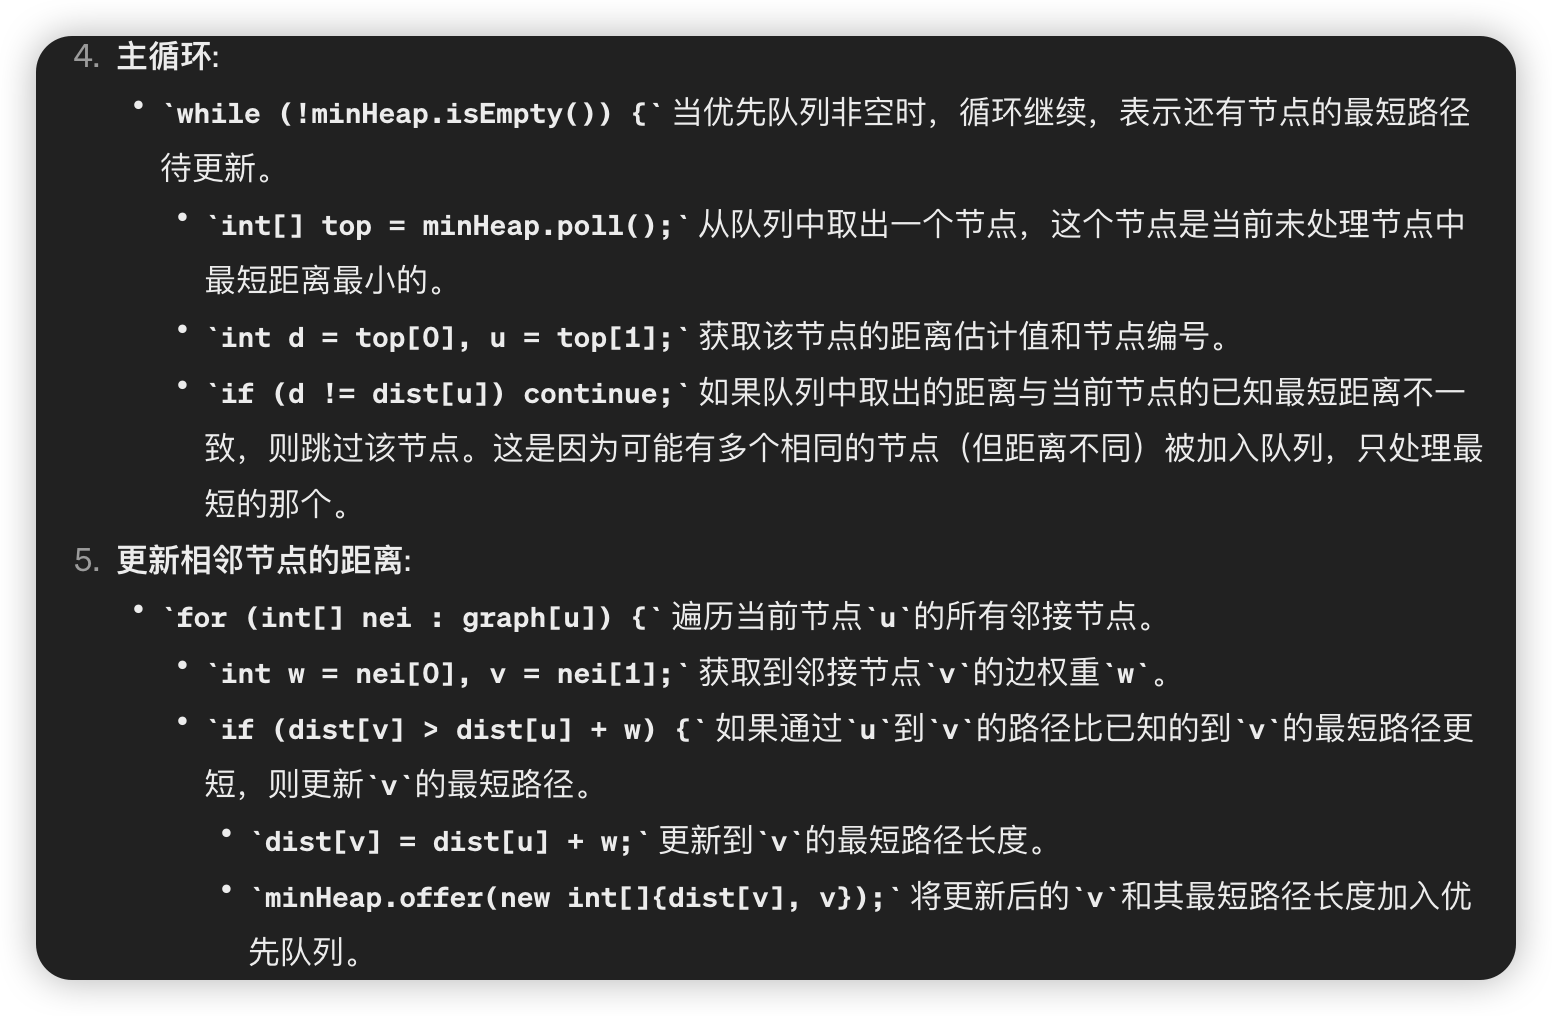 4. 主循环:
• `while (!minHeap.isEmpty()) {` 当优先队列非空时，循环继续，表示还有节点的最短路径
待更新。
• `int[] top = minHeap.poll();` 从队列中取出一个节点，这个节点是当前未处理节点中
最短距离最小的。
• `int d = top[0], u = top[1];` 获取该节点的距离估计值和节点编号。
• `if (d != dist[u]) continue;` 如果队列中取出的距离与当前节点的已知最短距离不一
致，则跳过该节点。这是因为可能有多个相同的节点（但距离不同）被加入队列，只处理最
短的那个。
5. 更新相邻节点的距离:
• `for (int[] nei : graph[u]) {` 遍历当前节点`u`的所有邻接节点。
• `int w = nei[0], v = nei[1];` 获取到邻接节点`v`的边权重`w`。
• `if (dist[v] > dist[u] + w) {` 如果通过`u`到`v`的路径比已知的到`v`的最短路径更
短，则更新`v`的最短路径。
• `dist[v] = dist[u] + w;` 更新到`v`的最短路径长度。
• `minHeap.offer(new int[]{dist[v], v});` 将更新后的`v`和其最短路径长度加入优
先队列。